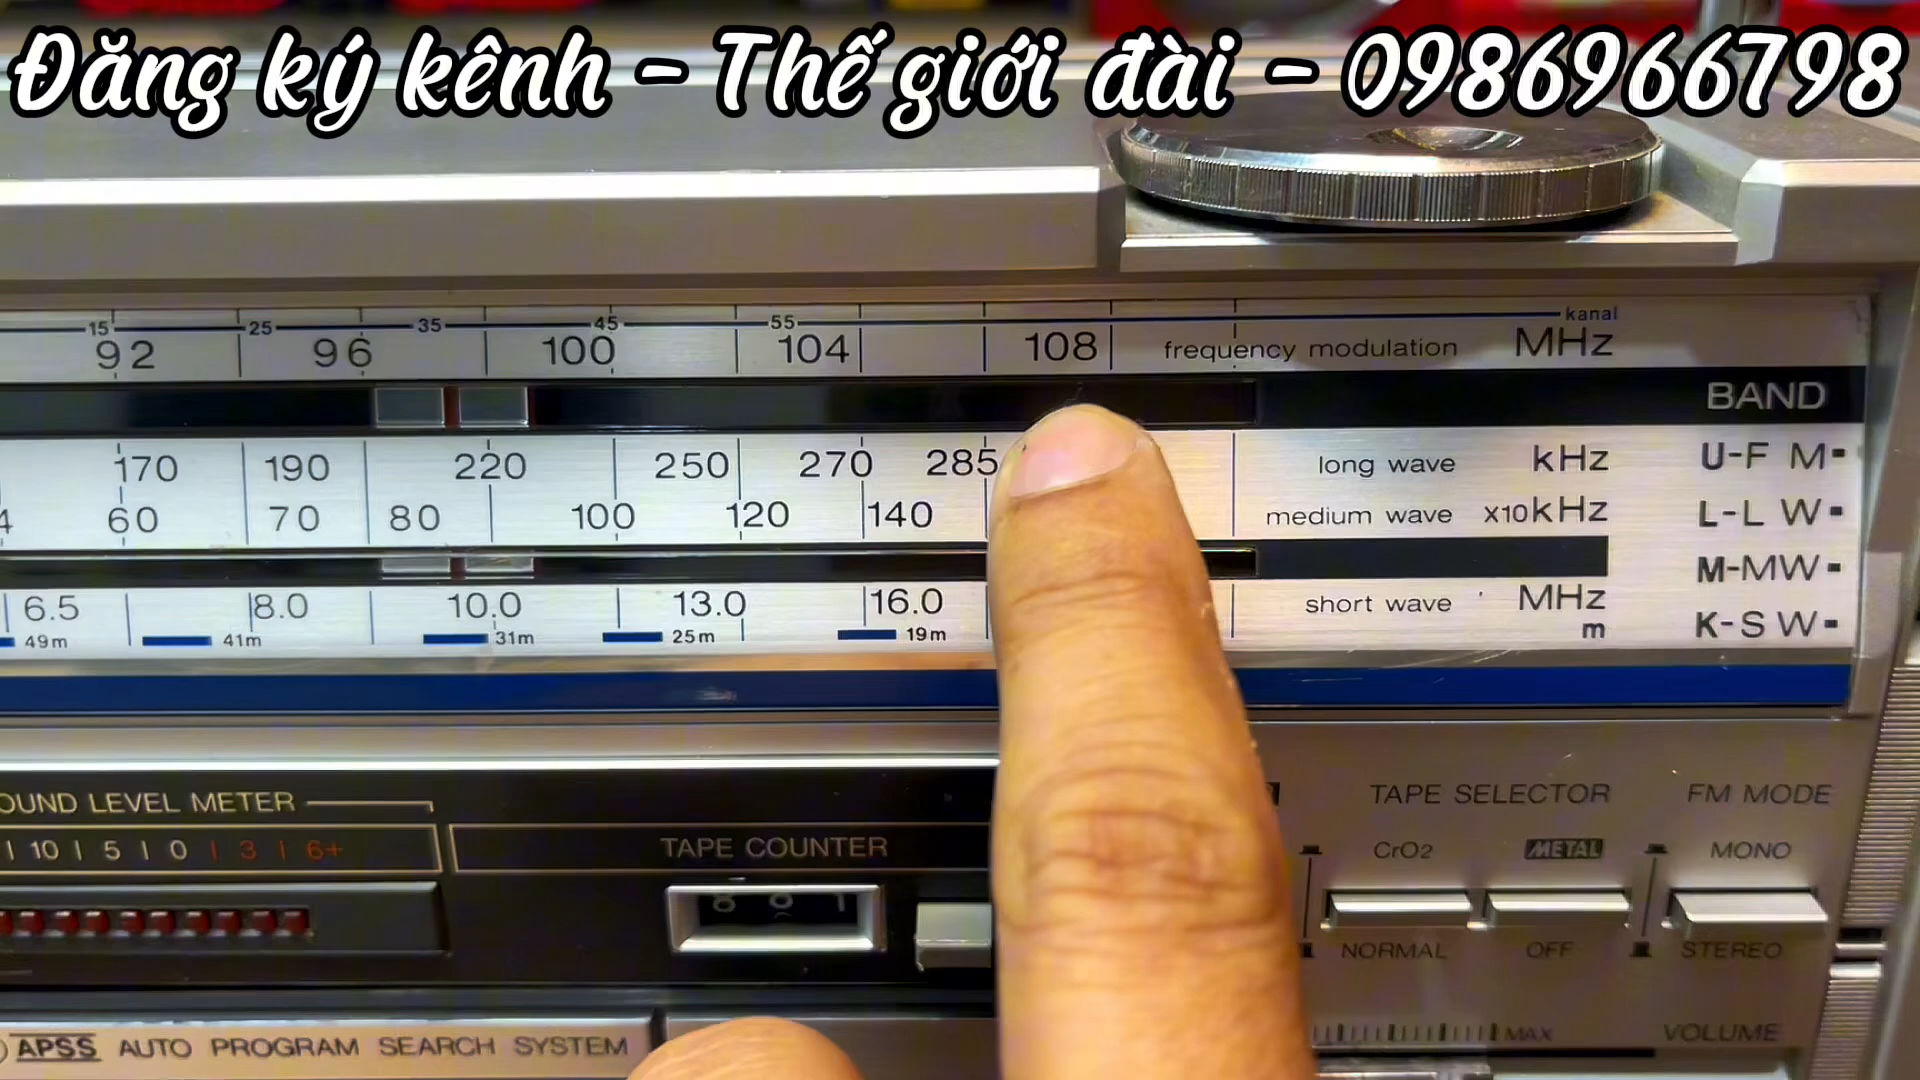 Đăng ký kênh - Thế giới đài - 0986966798
15 25 35 45 55 kanal
92 96 100 104 108 frequency modulation MHz
BAND
170 190 220 250 270 285 long wave kHz U-FM
4 60 70 80 100 120 140 medium wave x10kHz L-LW
M-MW
6.5 8.0 10.0 13.0 16.0 short wave MHz K-SW
49m 41m 31m 25m 19m m
OUND LEVEL METER
TAPE SELECTOR FM MODE
10 5 0 3 6+
TAPE COUNTER
CrO2 METAL MONO
NORMAL OFF STEREO
APSS AUTO PROGRAM SEARCH SYSTEM
MAX VOLUME